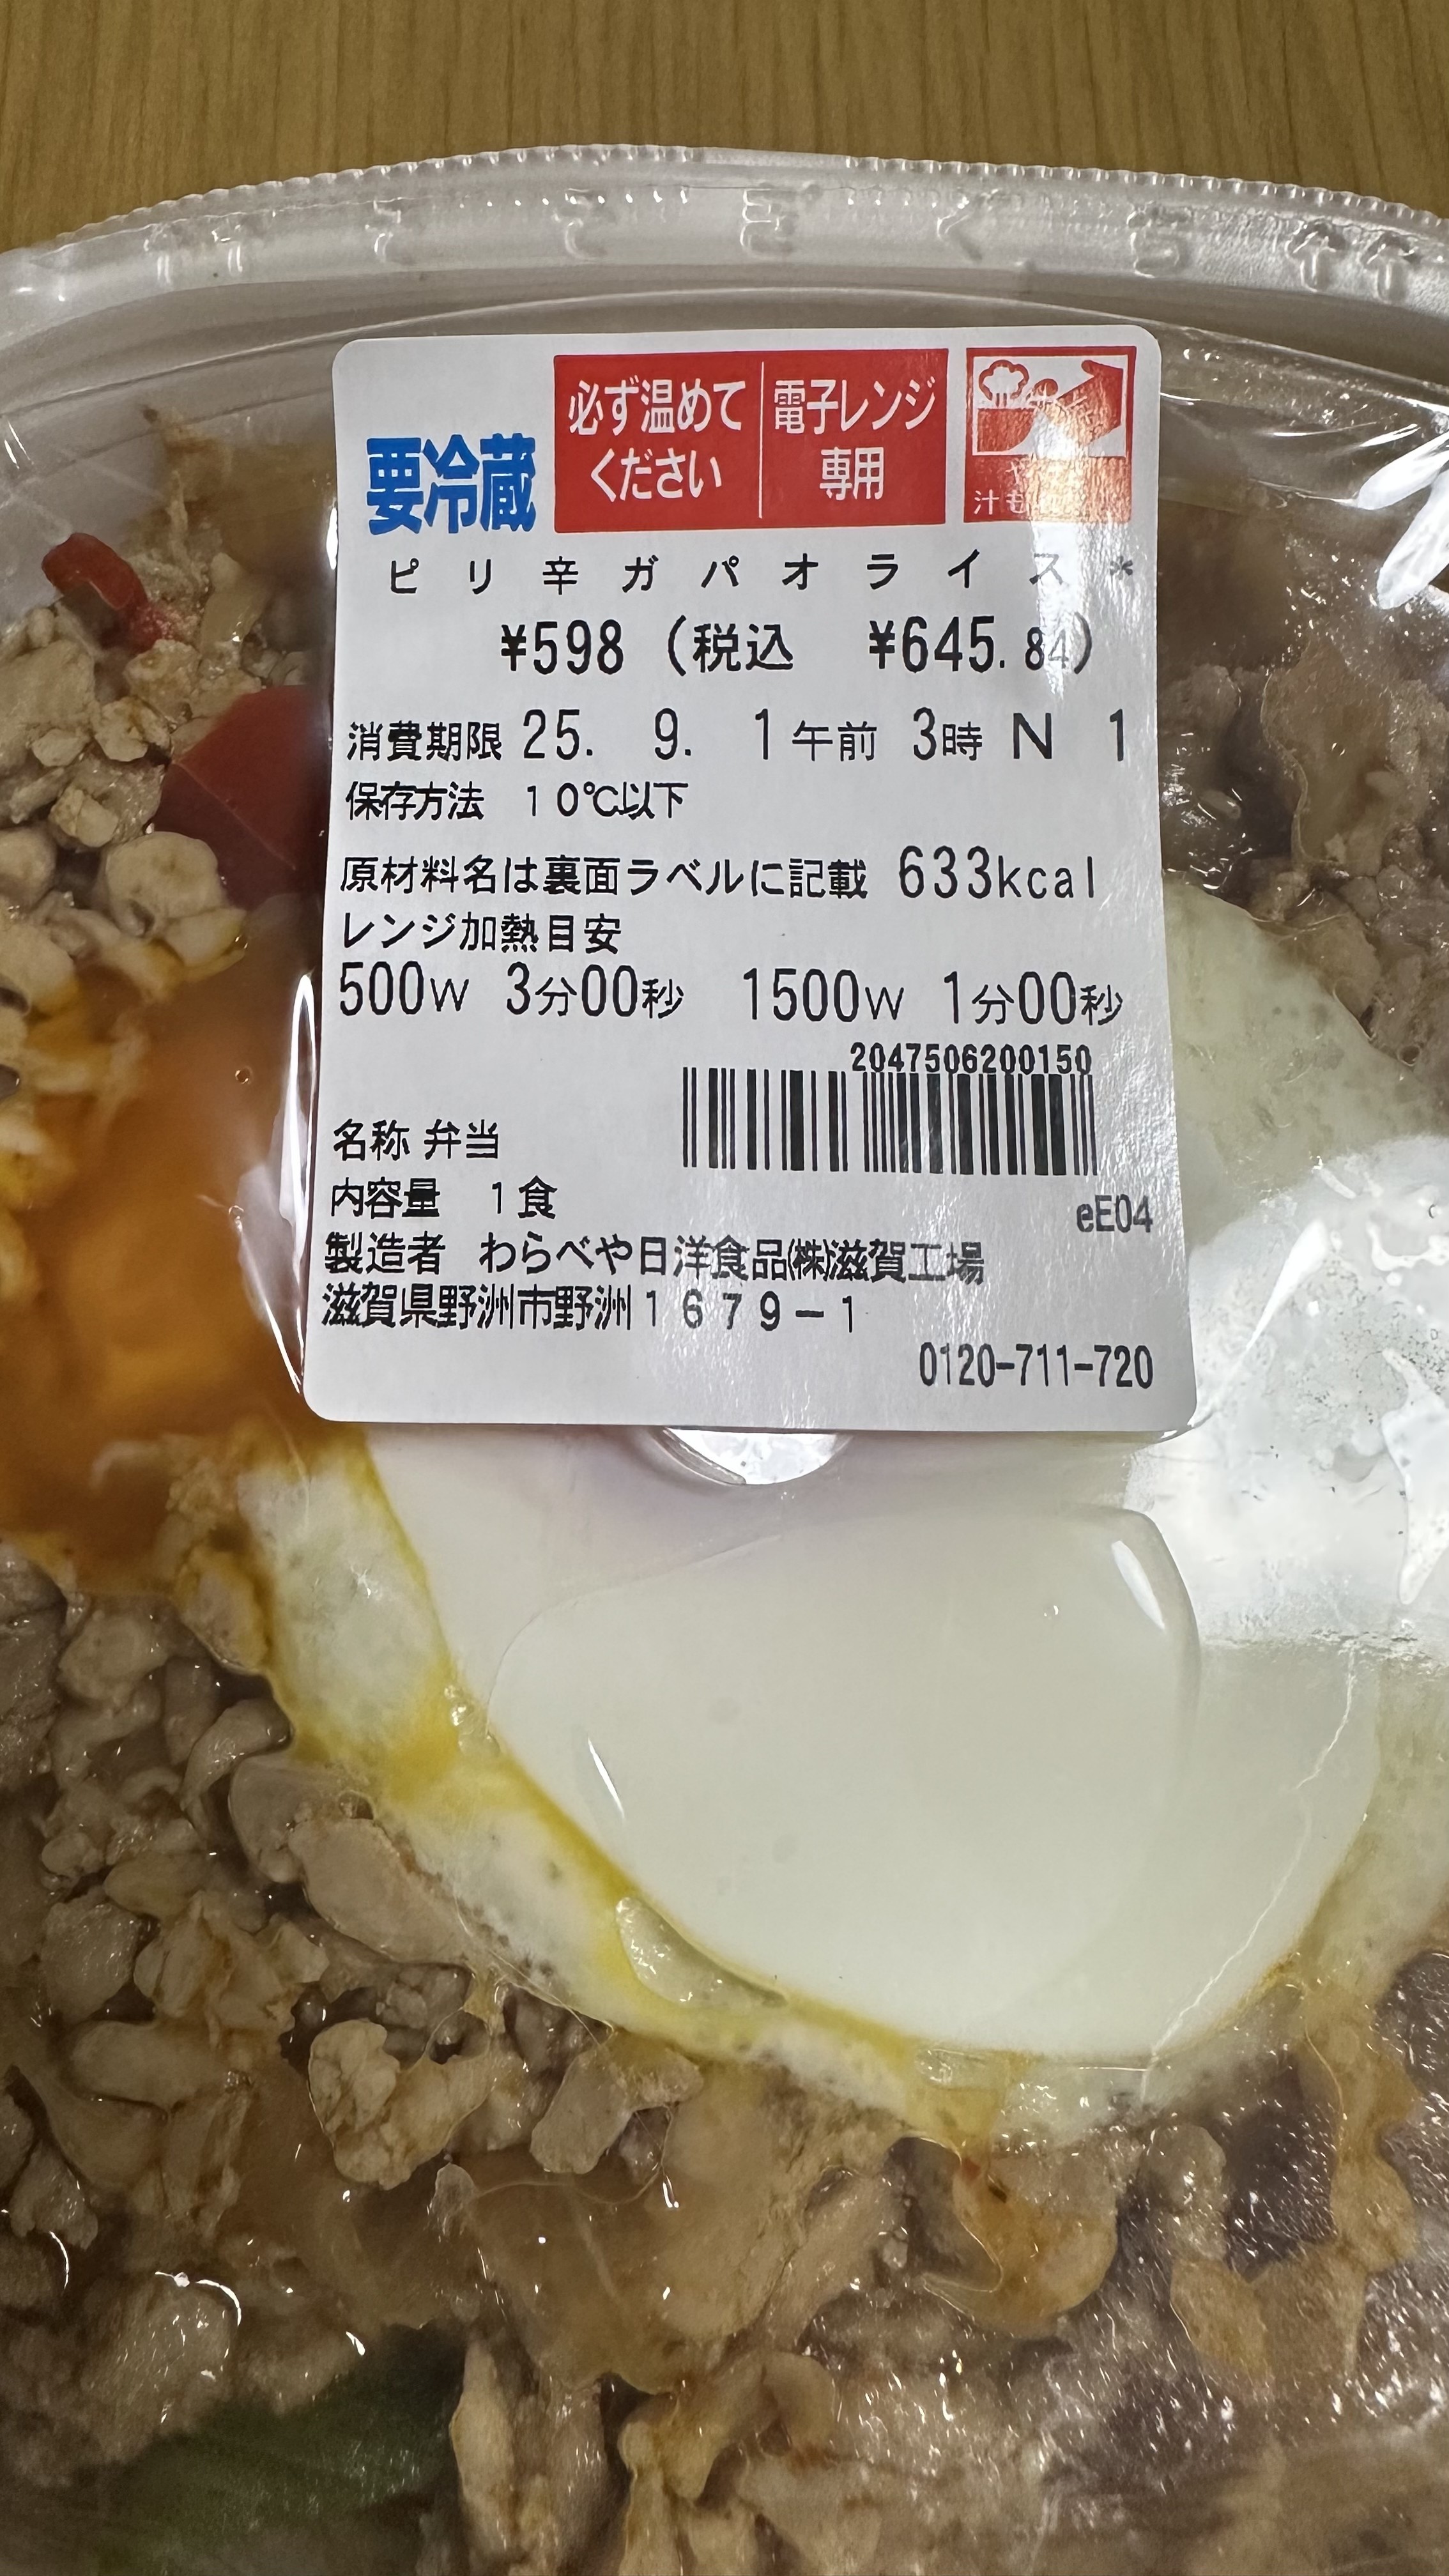 必ず温めて
ください
電子レンジ
専用
要冷蔵
ピリ辛ガパオライス*
¥598 (税込 ¥645.84)
消費期限 25. 9. 1午前 3時 N 1
保存方法 10℃以下
原材料名は裏面ラベルに記載 633kcal
レンジ加熱目安
500W 3分00秒 1500W 1分00秒
2047506200150
名称 弁当
内容量 1食
eE04
製造者 わらべや日洋食品㈱滋賀工場
滋賀県野洲市野洲1679-1
0120-711-720